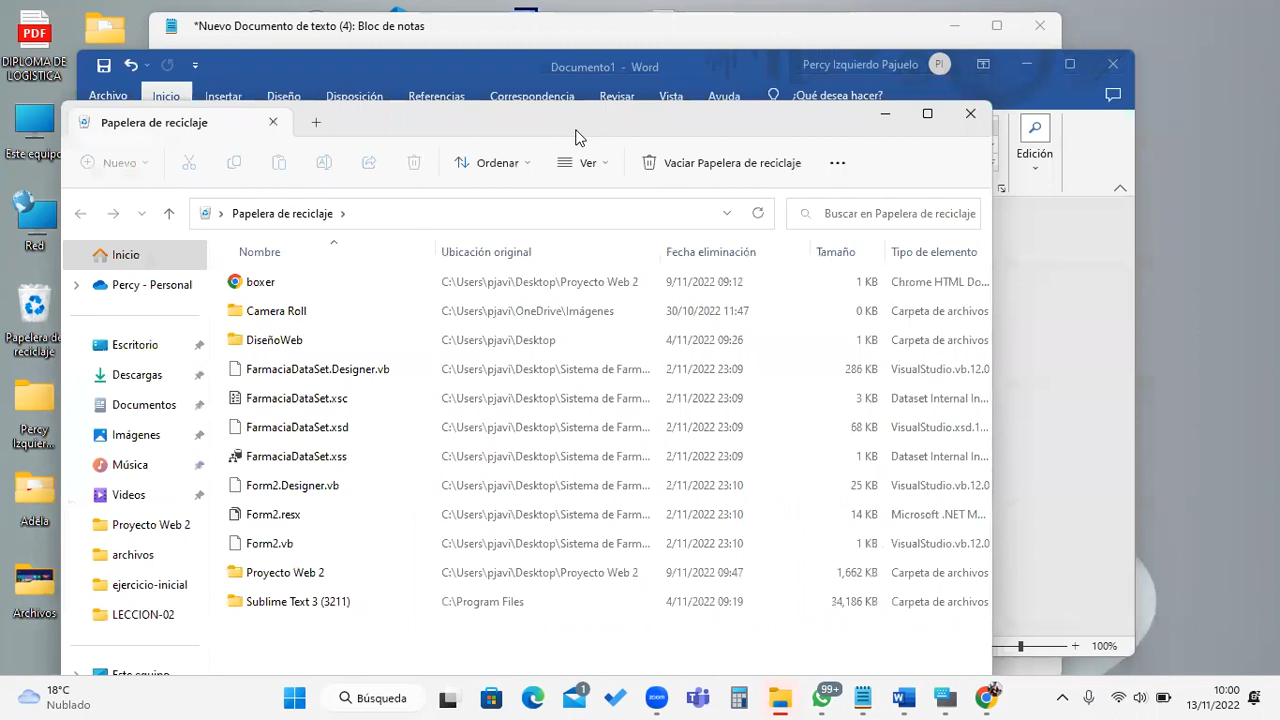 *Nuevo Documento de texto (4): Bloc de notas
PDF
DIPLOMA DE LOGISTICA
Documento1 - Word
Percy Izquierdo Pajuelo
PI
Archivo Inicio Insertar Diseño Disposición Referencias Correspondencia Revisar Vista Ayuda ¿Qué desea hacer?
Papelera de reciclaje
Este equipo
Edición
Nuevo Ordenar Ver Vaciar Papelera de reciclaje
Papelera de reciclaje
Buscar en Papelera de reciclaje
Red
Nombre Ubicación original Fecha eliminación Tamaño Tipo de elemento
Inicio
boxer C:\Users\pjavi\Desktop\Proyecto Web 2 9/11/2022 09:12 1 KB Chrome HTML Do...
Percy - Personal
Camera Roll C:\Users\pjavi\OneDrive\Imágenes 30/10/2022 11:47 0 KB Carpeta de archivos
Papelera de reciclaje
Escritorio
DiseñoWeb C:\Users\pjavi\Desktop 4/11/2022 09:26 Carpeta de archivos
Descargas
FarmaciaDataSet.Designer.vb C:\Users\pjavi\Desktop\Sistema de Farm... 2/11/2022 23:09 286 KB VisualStudio.vb.12.0
Documentos
FarmaciaDataSet.xsc C:\Users\pjavi\Desktop\Sistema de Farm... 2/11/2022 23:09 3 KB Dataset Internal In...
Imágenes
FarmaciaDataSet.xsd C:\Users\pjavi\Desktop\Sistema de Farm... 2/11/2022 23:09 68 KB VisualStudio.xsd.1...
Percy Izquier...
Música
FarmaciaDataSet.xss C:\Users\pjavi\Desktop\Sistema de Farm... 2/11/2022 23:09 1 KB Dataset Internal In...
Videos
Form2.Designer.vb C:\Users\pjavi\Desktop\Sistema de Farm... 2/11/2022 23:10 25 KB VisualStudio.vb.12.0
Adela
Proyecto Web 2
Form2.resx C:\Users\pjavi\Desktop\Sistema de Farm... 2/11/2022 23:10 14 KB Microsoft .NET M...
archivos
Form2.vb C:\Users\pjavi\Desktop\Sistema de Farm... 2/11/2022 23:10 1 KB VisualStudio.vb.12.0
ejercicio-inicial
Proyecto Web 2 C:\Users\pjavi\Desktop\Proyecto Web 2 9/11/2022 09:47 1,662 KB Carpeta de archivos
Archivos
LECCION-02
Sublime Text 3 (3211) C:\Program Files 4/11/2022 09:19 34,186 KB Carpeta de archivos
100%
Este equipo
18°C
Nublado
Búsqueda
1
zoom
99+
10:00
13/11/2022